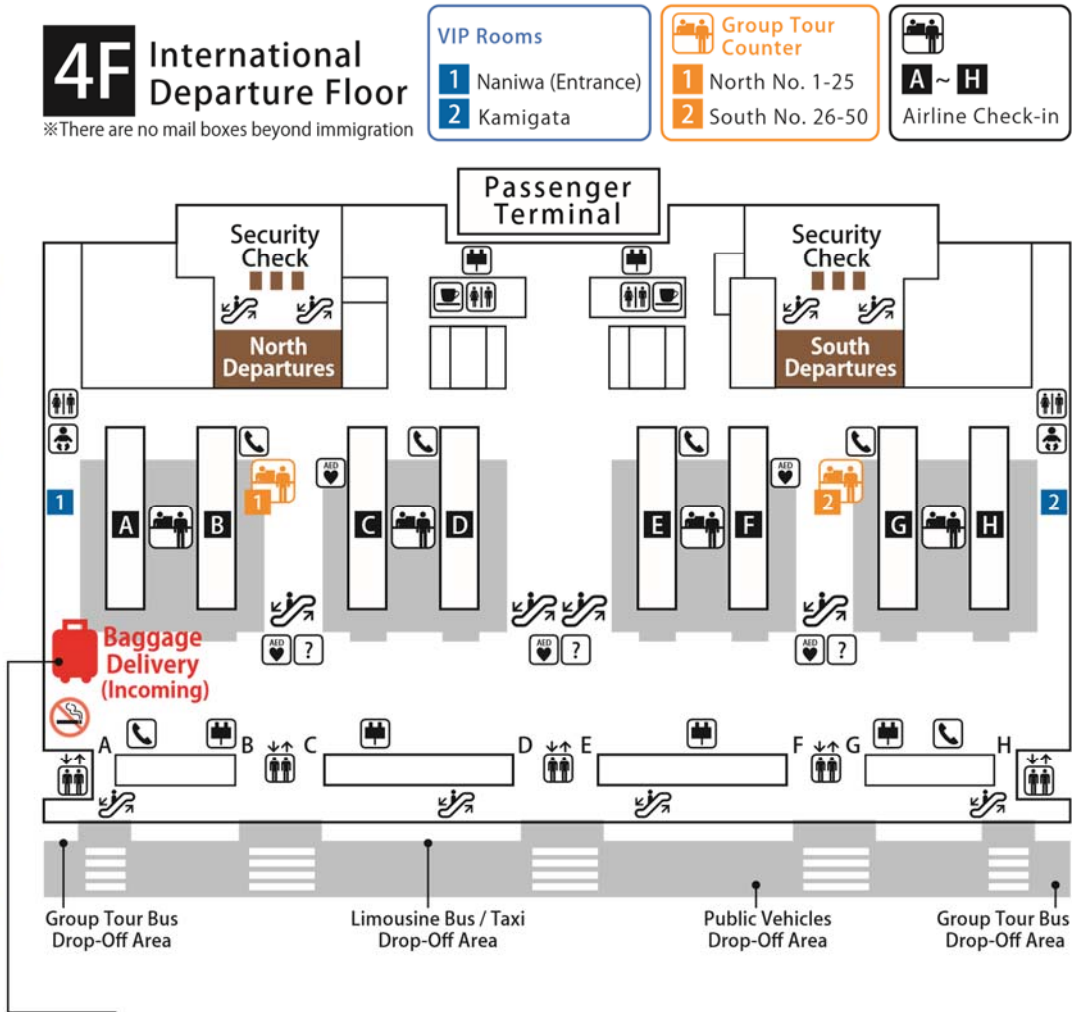 4F International
Departure Floor
※There are no mail boxes beyond immigration
VIP Rooms
1 Naniwa (Entrance)
2 Kamigata
Group Tour
Counter
1 North No. 1-25
2 South No. 26-50
A ~ H
Airline Check-in
Passenger
Terminal
Security
Check
Security
Check
North
Departures
South
Departures
AED
AED
1
1
2
2
A
B
C
D
E
F
G
H
AED ?
AED ?
AED ?
Baggage
Delivery
(Incoming)
A
B
C
D
E
F
G
H
Group Tour Bus
Drop-Off Area
Limousine Bus / Taxi
Drop-Off Area
Public Vehicles
Drop-Off Area
Group Tour Bus
Drop-Off Area